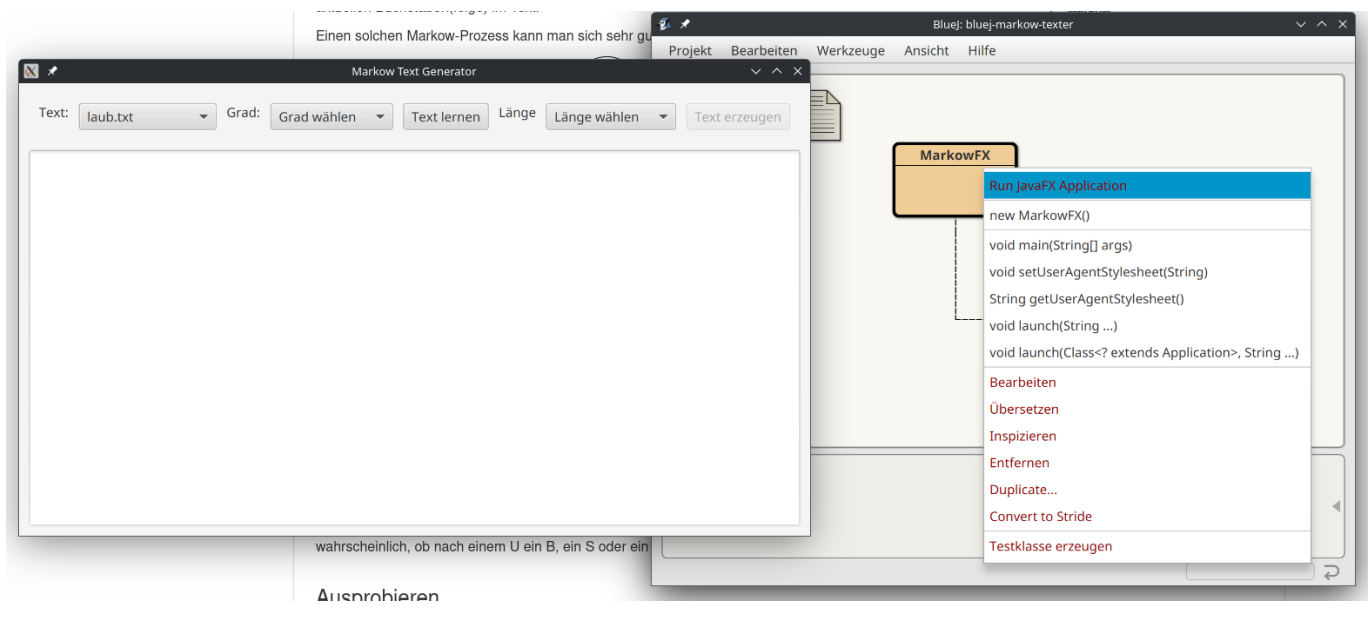 Einen solchen Markow-Prozess kann man sich sehr
Markow Text Generator
Text: laub.txt Grad: Grad wählen Text lernen Länge Länge wählen Text erzeugen
wahrscheinlich, ob nach einem U ein B, ein S oder ein
Ausprobieren
BlueJ: bluej-markow-texter
Projekt Bearbeiten Werkzeuge Ansicht Hilfe
MarkowFX
Run JavaFX Application
new MarkowFX()
void main(String[] args)
void setUserAgentStylesheet(String)
String getUserAgentStylesheet()
void launch(String ...)
void launch(Class<? extends Application>, String ...)
Bearbeiten
Übersetzen
Inspizieren
Entfernen
Duplicate...
Convert to Stride
Testklasse erzeugen